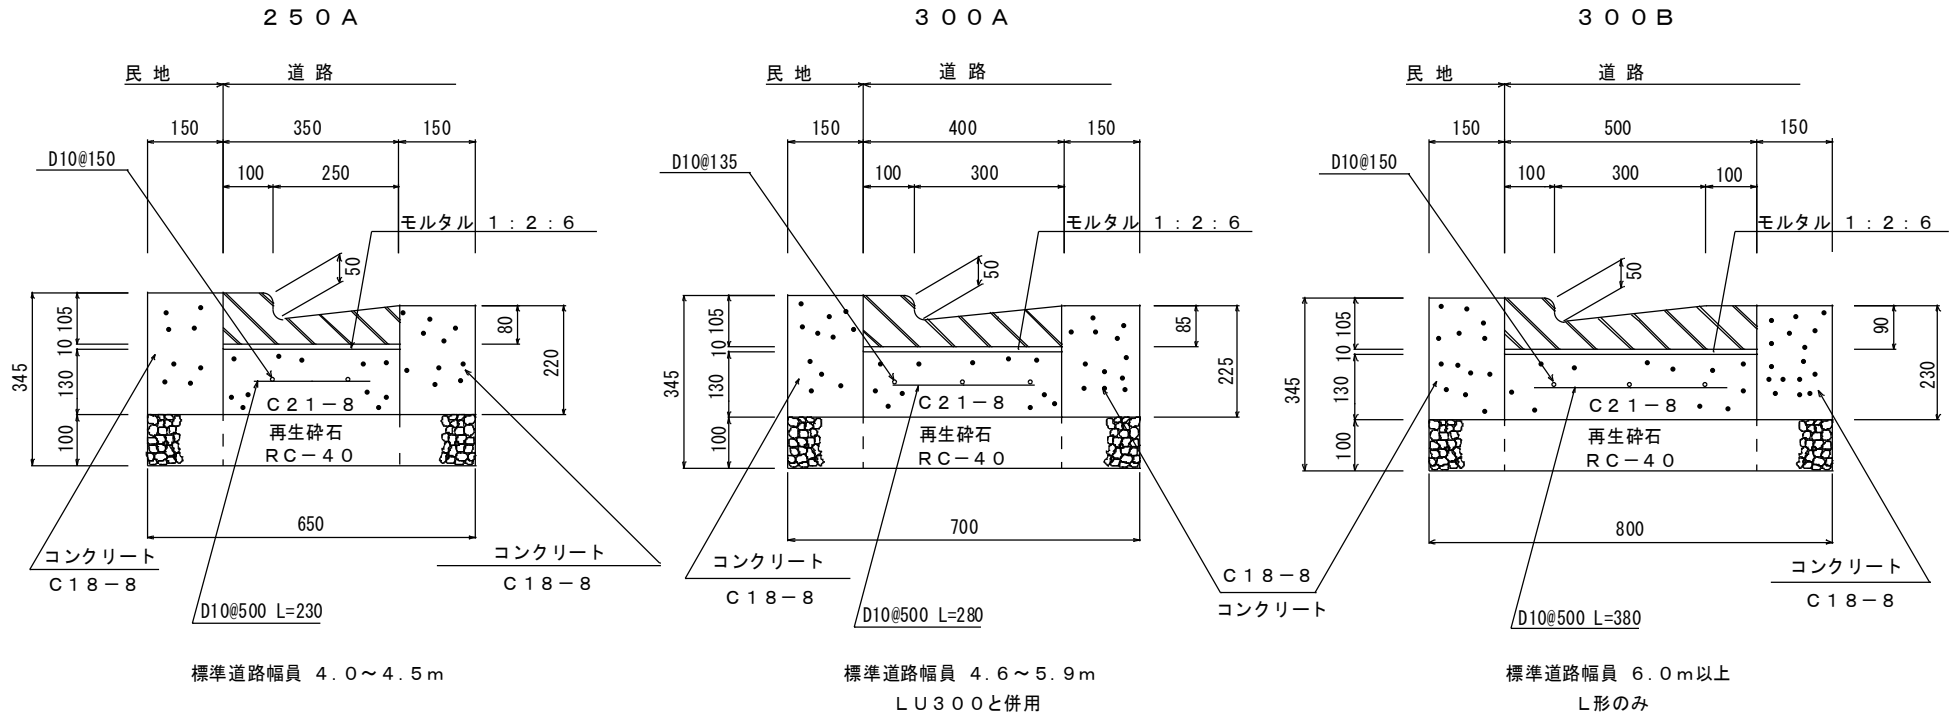 ２５０Ａ
民 地
道 路
150
350
150
D10@150
100
250
モルタル １：２：６
50
345
105
10
130
100
80
220
Ｃ２１－８
再生砕石
ＲＣ－４０
650
コンクリート
Ｃ１８－８
コンクリート
Ｃ１８－８
D10@500 L=230
標準道路幅員 ４．０～４．５ｍ
３００Ａ
民 地
道 路
150
400
150
D10@135
100
300
モルタル １：２：６
50
345
105
10
130
100
85
225
Ｃ２１－８
再生砕石
ＲＣ－４０
700
コンクリート
Ｃ１８－８
Ｃ１８－８
コンクリート
D10@500 L=280
標準道路幅員 ４．６～５．９ｍ
ＬＵ３００と併用
３００Ｂ
民 地
道 路
150
500
150
D10@150
100
300
100
モルタル １：２：６
50
345
105
10
130
100
90
230
Ｃ２１－８
再生砕石
ＲＣ－４０
800
コンクリート
Ｃ１８－８
D10@500 L=380
標準道路幅員 ６．０ｍ以上
Ｌ形のみ